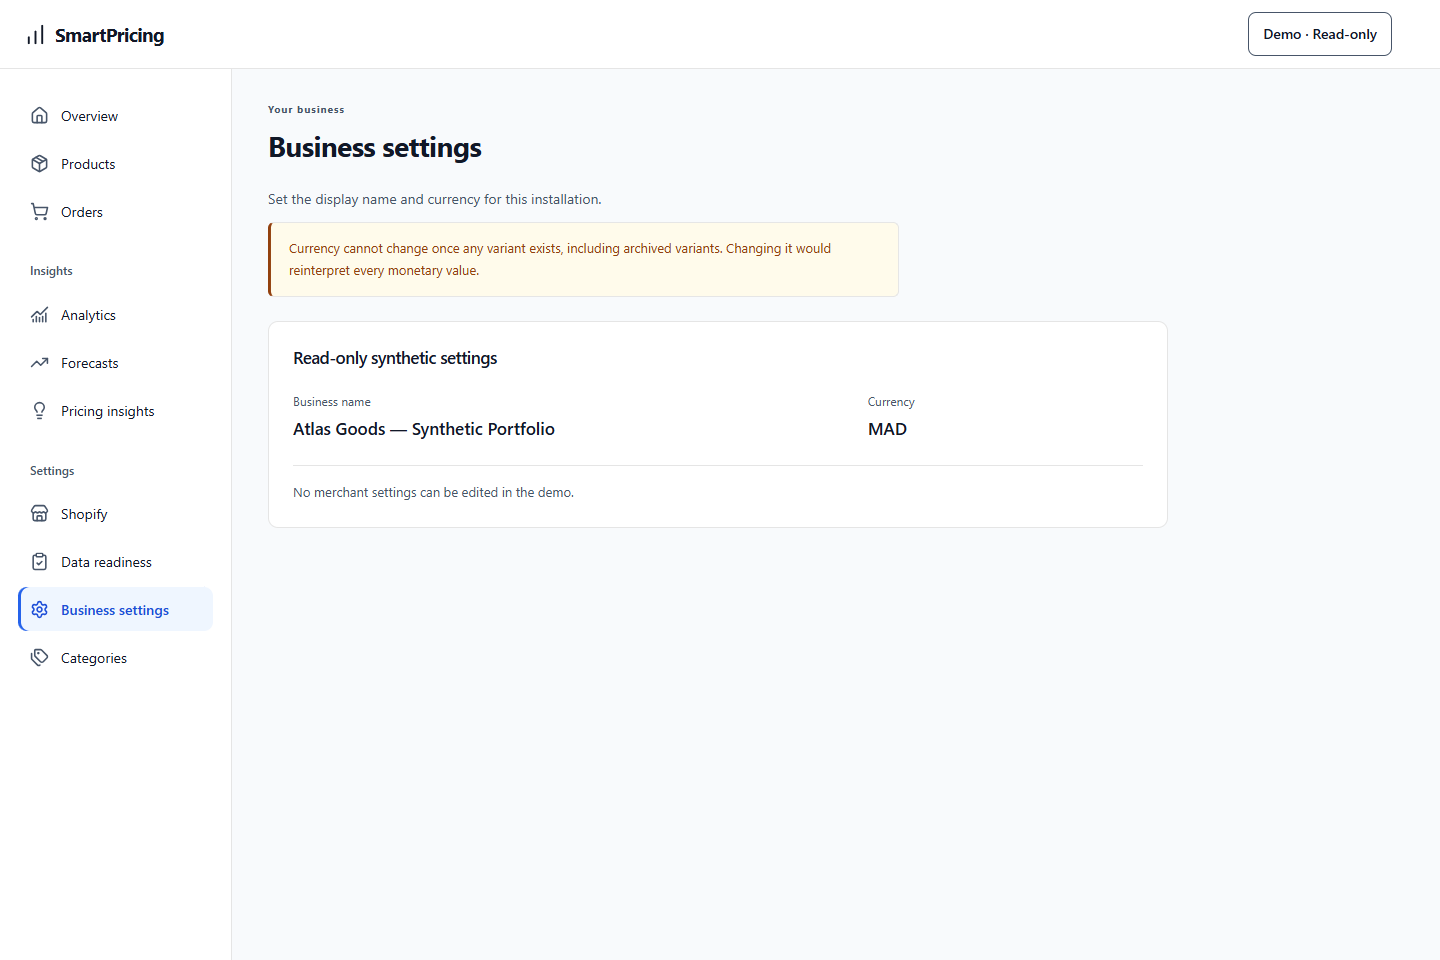 SmartPricing
Demo · Read-only
Overview
Products
Orders
Insights
Analytics
Forecasts
Pricing insights
Settings
Shopify
Data readiness
Business settings
Categories
Your business
Business settings
Set the display name and currency for this installation.
Currency cannot change once any variant exists, including archived variants. Changing it would
reinterpret every monetary value.
Read-only synthetic settings
Business name
Atlas Goods — Synthetic Portfolio
Currency
MAD
No merchant settings can be edited in the demo.